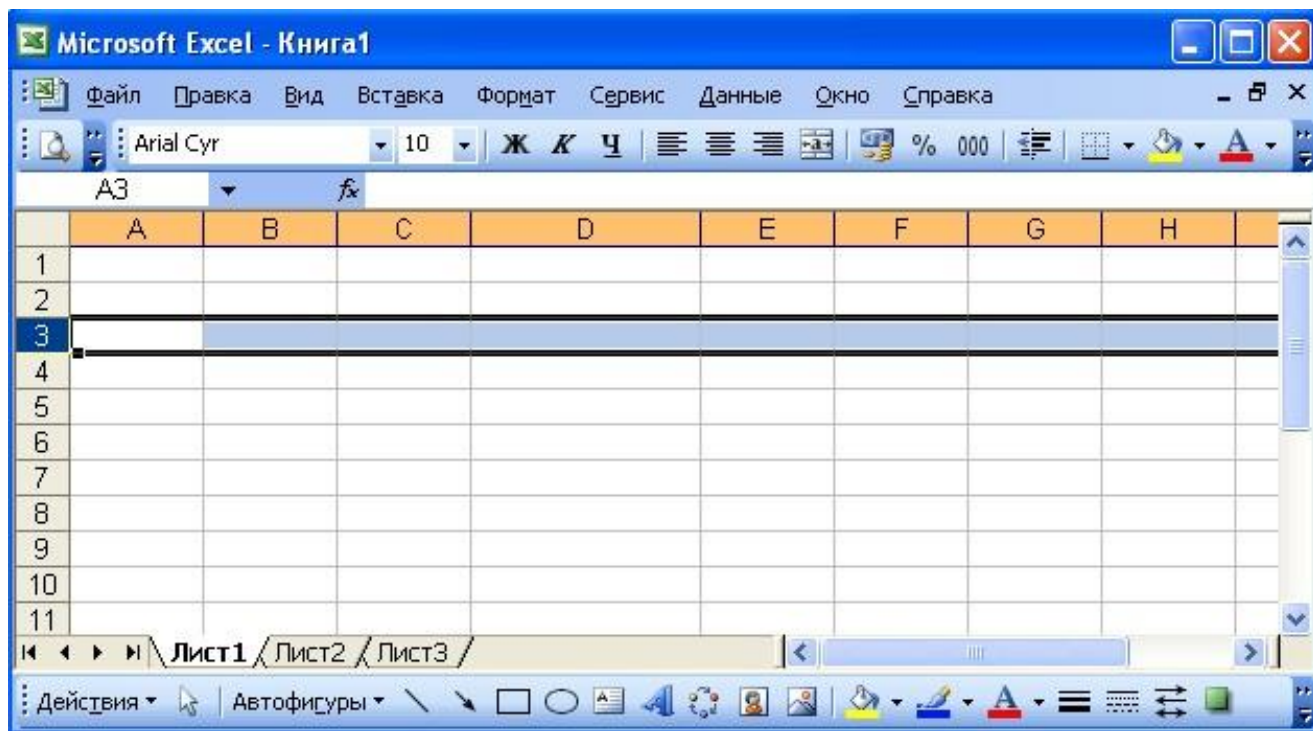 Microsoft Excel - Книга1
Файл Правка Вид Вставка Формат Сервис Данные Окно Справка
Arial Cyr 10 Ж К Ч % 000 A
A3 fx
A B C D E F G H
1
2
3
4
5
6
7
8
9
10
11
Лист1 Лист2 Лист3
Действия Автофигуры A A A